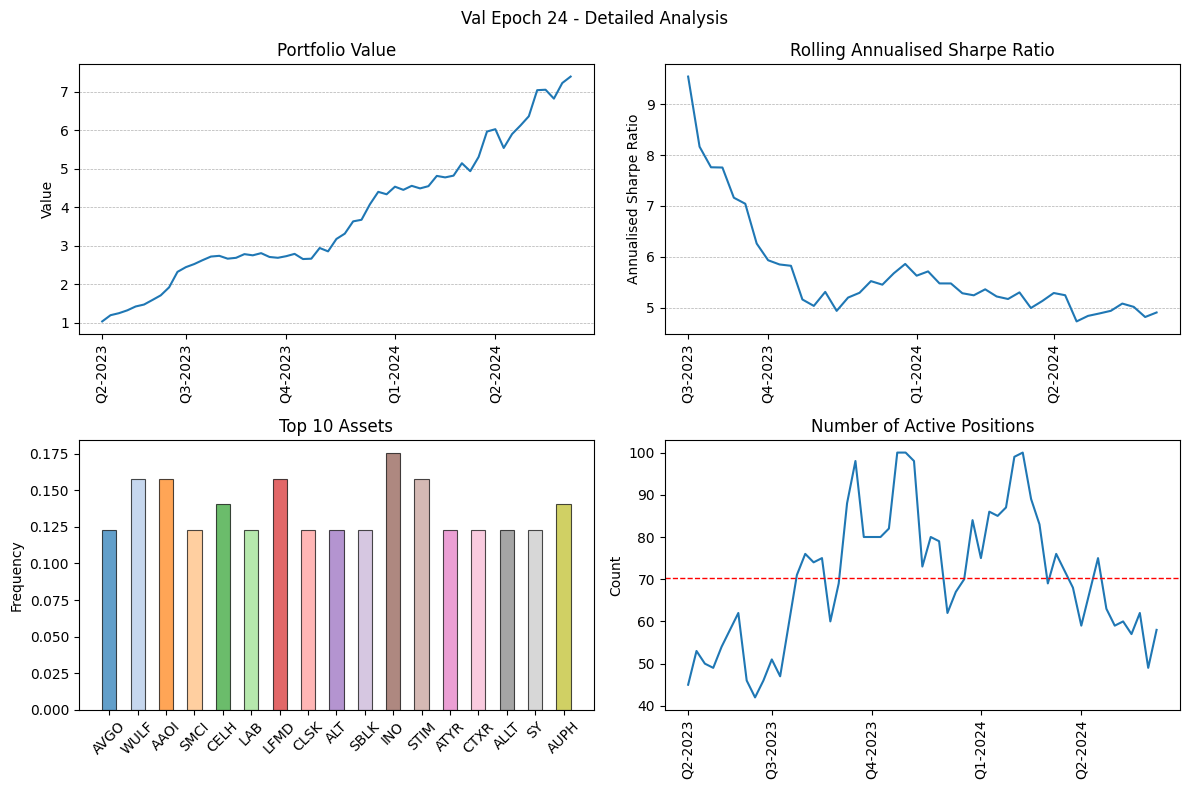 Val Epoch 24 - Detailed Analysis
Portfolio Value
Value
7
6
5
4
3
2
1
Q2-2023
Q3-2023
Q4-2023
Q1-2024
Q2-2024
Rolling Annualised Sharpe Ratio
Annualised Sharpe Ratio
9
8
7
6
5
Q3-2023
Q4-2023
Q1-2024
Q2-2024
Top 10 Assets
Frequency
0.175
0.150
0.125
0.100
0.075
0.050
0.025
0.000
AVGO
WULF
AAOI
SMCI
CELH
LAB
LFMD
CLSK
ALT
SBLK
INO
STIM
ATYR
CTXR
ALLT
SY
AUPH
Number of Active Positions
Count
100
90
80
70
60
50
40
Q2-2023
Q3-2023
Q4-2023
Q1-2024
Q2-2024